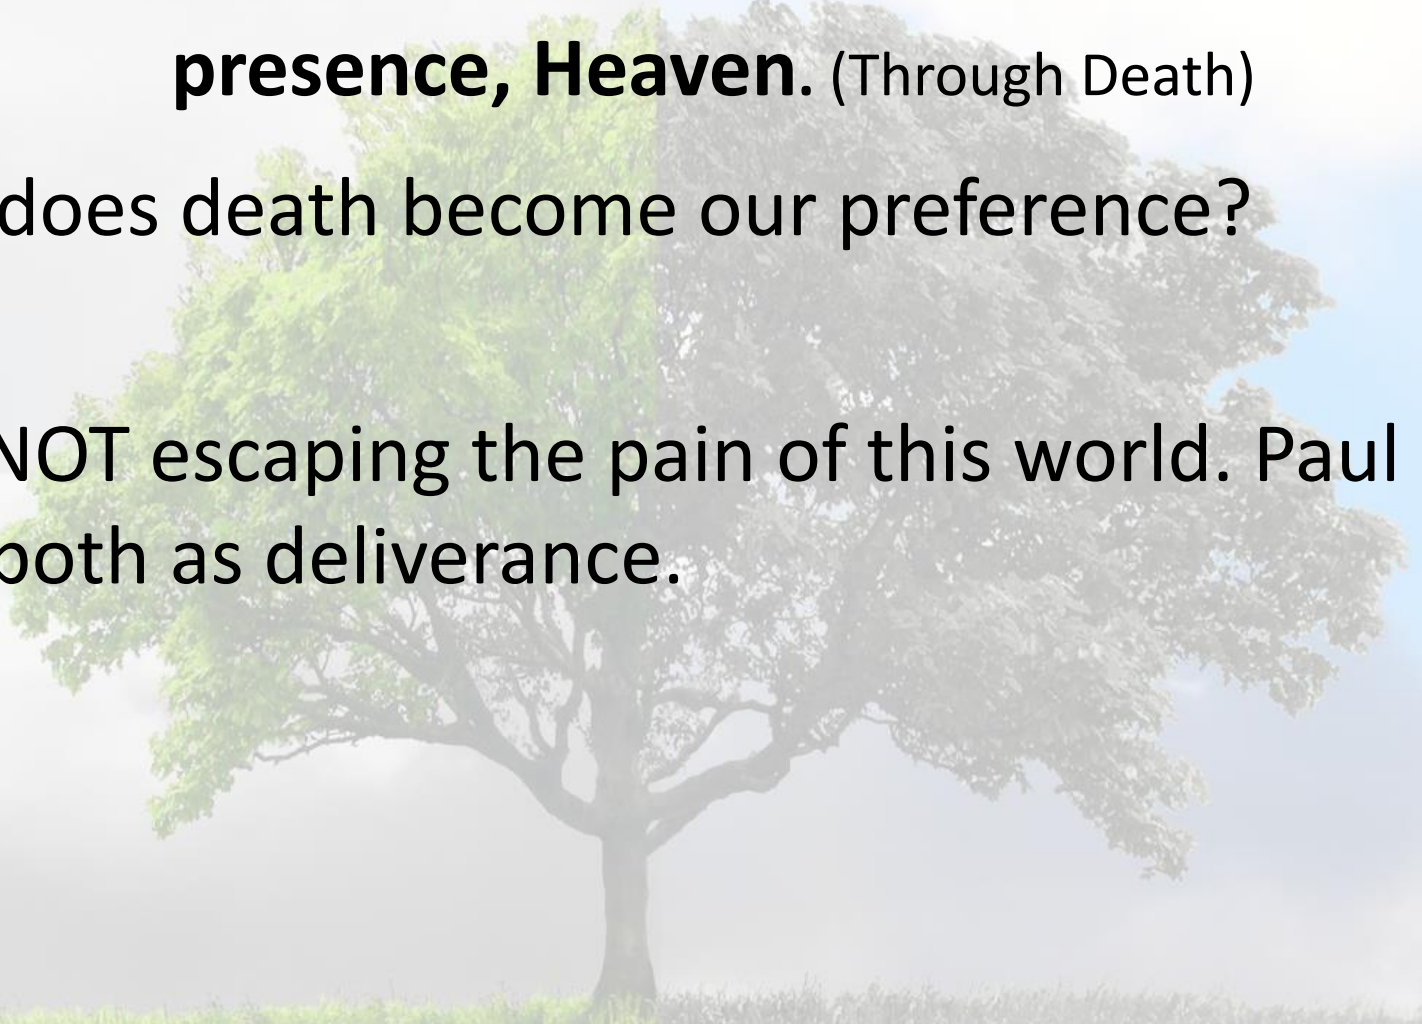 presence, Heaven. (Through Death)
does death become our preference?
NOT escaping the pain of this world. Paul
both as deliverance.